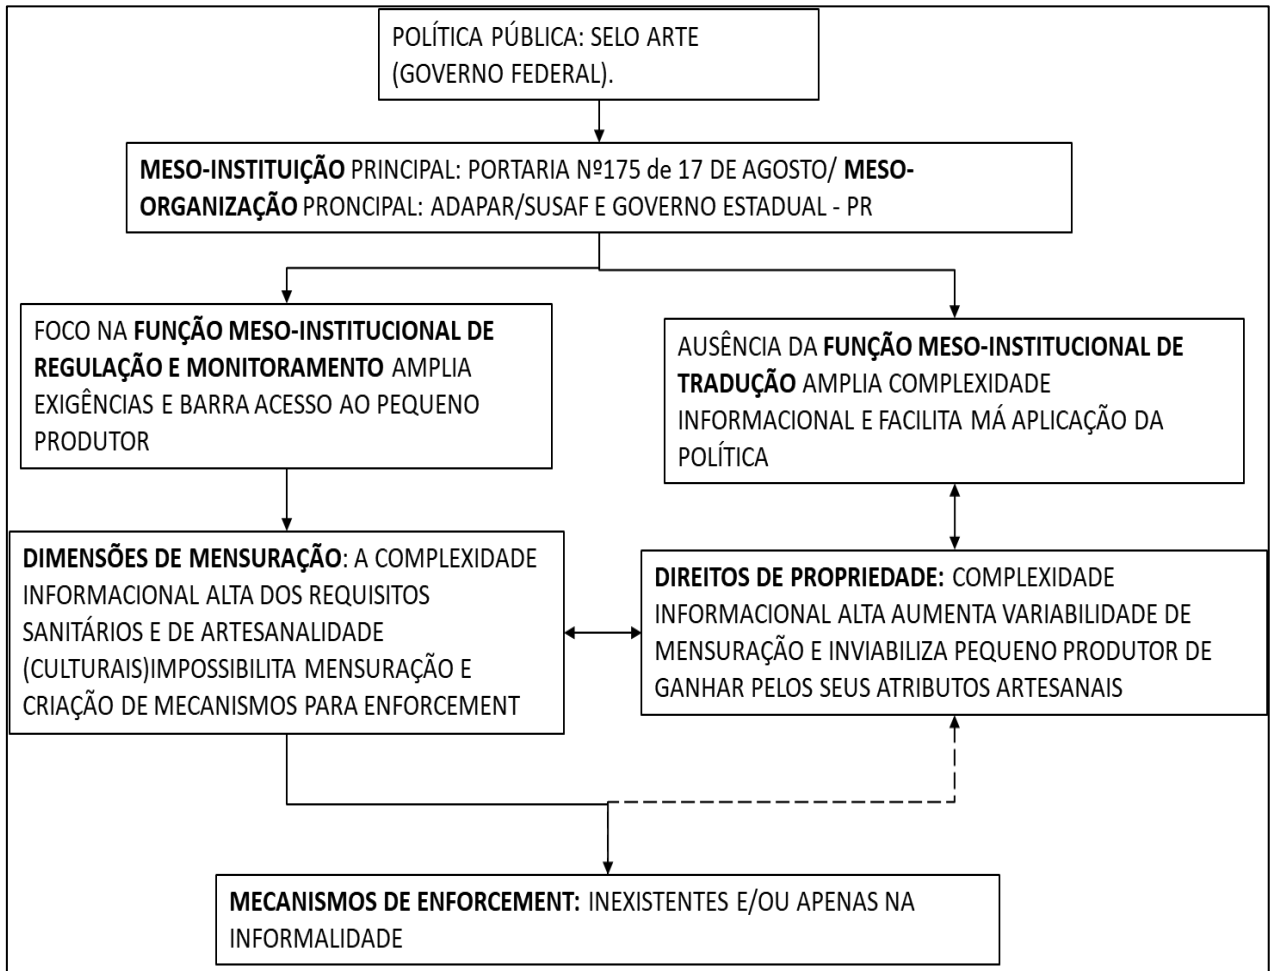 POLÍTICA PÚBLICA: SELO ARTE
(GOVERNO FEDERAL).
MESO-INSTITUIÇÃO PRINCIPAL: PORTARIA Nº175 de 17 DE AGOSTO/ MESO-
ORGANIZAÇÃO PRONCIPAL: ADAPAR/SUSAF E GOVERNO ESTADUAL - PR
FOCO NA FUNÇÃO MESO-INSTITUCIONAL DE
REGULAÇÃO E MONITORAMENTO AMPLIA
EXIGÊNCIAS E BARRA ACESSO AO PEQUENO
PRODUTOR
AUSÊNCIA DA FUNÇÃO MESO-INSTITUCIONAL DE
TRADUÇÃO AMPLIA COMPLEXIDADE
INFORMACIONAL E FACILITA MÁ APLICAÇÃO DA
POLÍTICA
DIMENSÕES DE MENSURAÇÃO: A COMPLEXIDADE
INFORMACIONAL ALTA DOS REQUISITOS
SANITÁRIOS E DE ARTESANALIDADE
(CULTURAIS)IMPOSSIBILITA MENSURAÇÃO E
CRIAÇÃO DE MECANISMOS PARA ENFORCEMENT
DIREITOS DE PROPRIEDADE: COMPLEXIDADE
INFORMACIONAL ALTA AUMENTA VARIABILIDADE DE
MENSURAÇÃO E INVIABILIZA PEQUENO PRODUTOR DE
GANHAR PELOS SEUS ATRIBUTOS ARTESANAIS
MECANISMOS DE ENFORCEMENT: INEXISTENTES E/OU APENAS NA
INFORMALIDADE